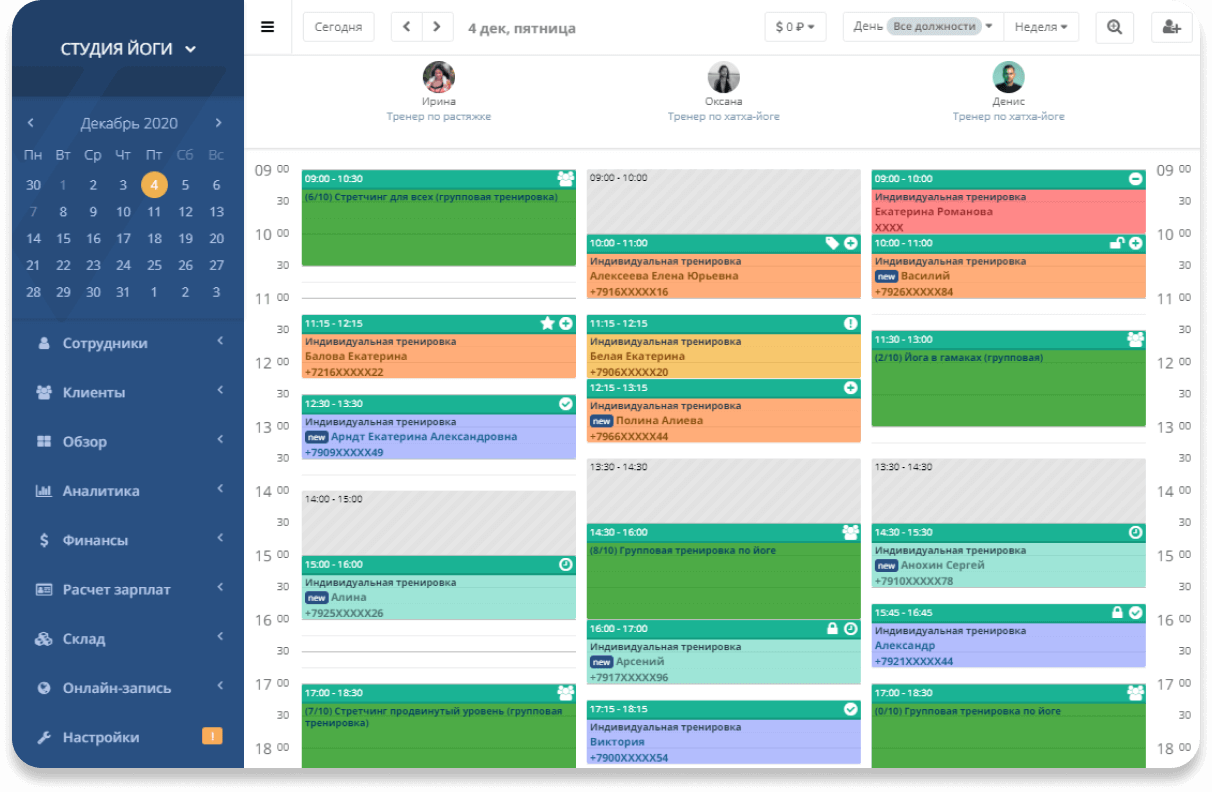 СТУДИЯ ЙОГИ
Декабрь 2020
Пн Вт Ср Чт Пт Сб Вс
30 1 2 3 4 5 6
7 8 9 10 11 12 13
14 15 16 17 18 19 20
21 22 23 24 25 26 27
28 29 30 31 1 2 3
Сотрудники
Клиенты
Обзор
Аналитика
Финансы
Расчет зарплат
Склад
Онлайн-запись
Настройки
!
Сегодня
4 дек, пятница
$ 0 ₽
День Все должности
Неделя
Ирина
Тренер по растяжке
Оксана
Тренер по хатха-йоге
Денис
Тренер по хатха-йоге
09 00
30
10 00
30
11 00
30
12 00
30
13 00
30
14 00
30
15 00
30
16 00
30
17 00
30
18 00
09:00 - 10:30
(6/10) Стретчинг для всех (групповая тренировка)
11:15 - 12:15
Индивидуальная тренировка
Балова Екатерина
+7216XXXXX22
12:30 - 13:30
Индивидуальная тренировка
new Арндт Екатерина Александровна
+7909XXXXX49
14:00 - 15:00
15:00 - 16:00
Индивидуальная тренировка
new Алина
+7925XXXXX26
17:00 - 18:30
(7/10) Стретчинг продвинутый уровень (групповая
тренировка)
09:00 - 10:00
10:00 - 11:00
Индивидуальная тренировка
Алексеева Елена Юрьевна
+7916XXXXX16
11:15 - 12:15
Индивидуальная тренировка
Белая Екатерина
+7906XXXXX20
12:15 - 13:15
Индивидуальная тренировка
new Полина Алиева
+7966XXXXX44
13:30 - 14:30
14:30 - 16:00
(8/10) Групповая тренировка по йоге
16:00 - 17:00
Индивидуальная тренировка
new Арсений
+7917XXXXX96
17:15 - 18:15
Индивидуальная тренировка
Виктория
+7900XXXXX54
09:00 - 10:00
Индивидуальная тренировка
Екатерина Романова
XXXX
10:00 - 11:00
Индивидуальная тренировка
new Василий
+7926XXXXX84
11:30 - 13:00
(2/10) Йога в гамаках (групповая)
13:30 - 14:30
14:30 - 15:30
Индивидуальная тренировка
new Анохин Сергей
+7910XXXXX78
15:45 - 16:45
Индивидуальная тренировка
Александр
+7921XXXXX44
17:00 - 18:30
(0/10) Групповая тренировка по йоге
09 00
30
10 00
30
11 00
30
12 00
30
13 00
30
14 00
30
15 00
30
16 00
30
17 00
30
18 00